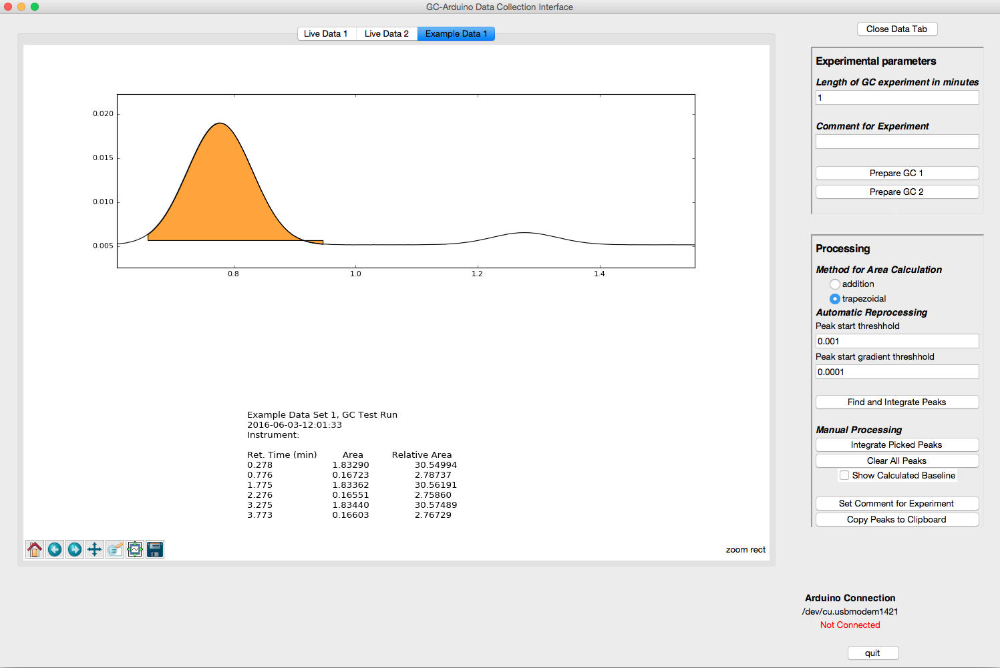 GC-Arduino Data Collection Interface
Live Data 1 Live Data 2 Example Data 1
Close Data Tab
0.020
0.015
0.010
0.005
0.8 1.0 1.2 1.4
Example Data Set 1, GC Test Run
2016-06-03-12:01:33
Instrument:
Ret. Time (min) Area Relative Area
0.278 1.83290 30.54994
0.776 0.16723 2.78737
1.775 1.83362 30.56191
2.276 0.16551 2.75860
3.275 1.83440 30.57489
3.773 0.16603 2.76729
zoom rect
Experimental parameters
Length of GC experiment in minutes
1
Comment for Experiment
Prepare GC 1
Prepare GC 2
Processing
Method for Area Calculation
addition
trapezoidal
Automatic Reprocessing
Peak start threshhold
0.001
Peak start gradient threshhold
0.0001
Find and Integrate Peaks
Manual Processing
Integrate Picked Peaks
Clear All Peaks
Show Calculated Baseline
Set Comment for Experiment
Copy Peaks to Clipboard
Arduino Connection
/dev/cu.usbmodem1421
Not Connected
quit